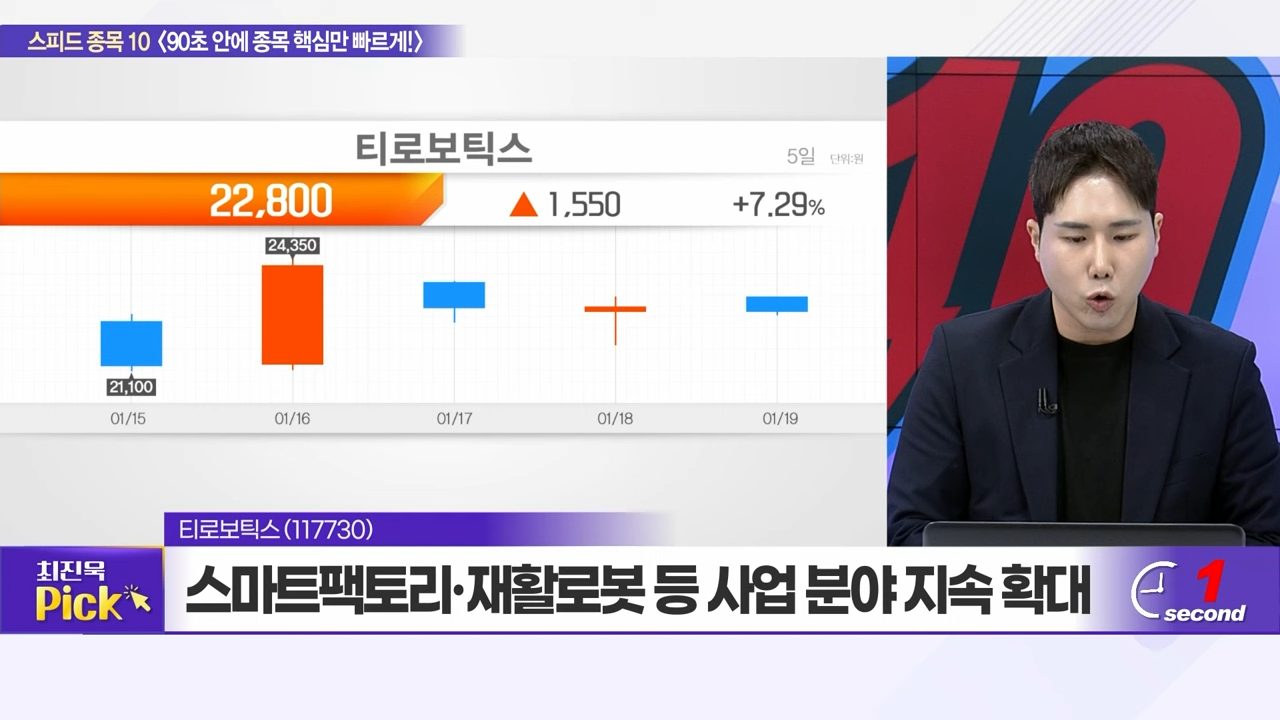 스피드 종목 10 〈90초 안에 종목 핵심만 빠르게!〉
티로보틱스
5일 단위:원
22,800 ▲ 1,550 +7.29%
24,350
21,100
01/15 01/16 01/17 01/18 01/19
10
티로보틱스 (117730)
최진묵
Pick
스마트팩토리·재활로봇 등 사업 분야 지속 확대
1
second